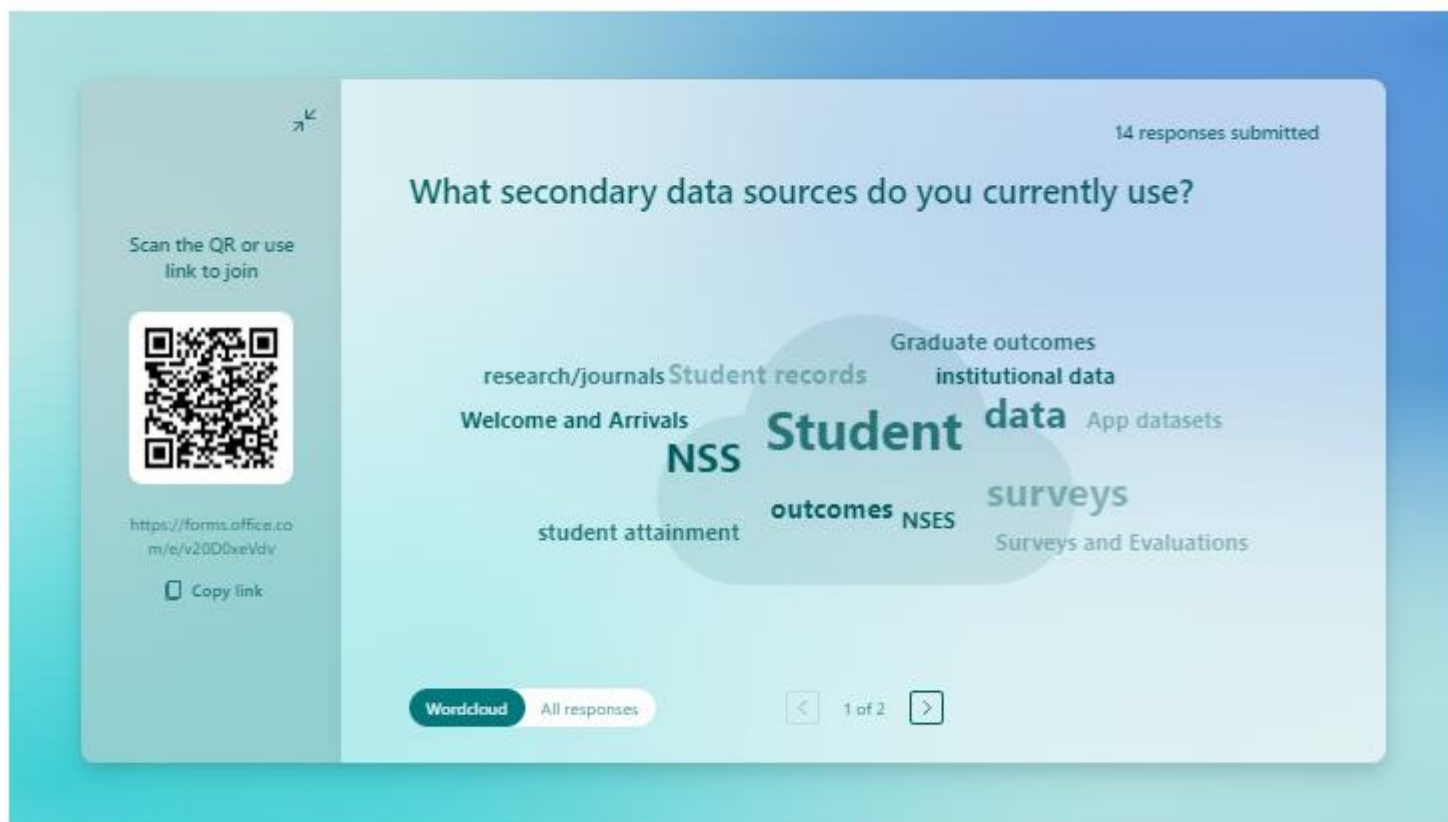 14 responses submitted
What secondary data sources do you currently use?
Scan the QR or use
link to join
https://forms.office.co
m/e/v20D0xeVdv
Copy link
Graduate outcomes
research/journals Student records institutional data
Welcome and Arrivals Student data App datasets
NSS
surveys
outcomes NSES
student attainment Surveys and Evaluations
Wordcloud All responses 1 of 2